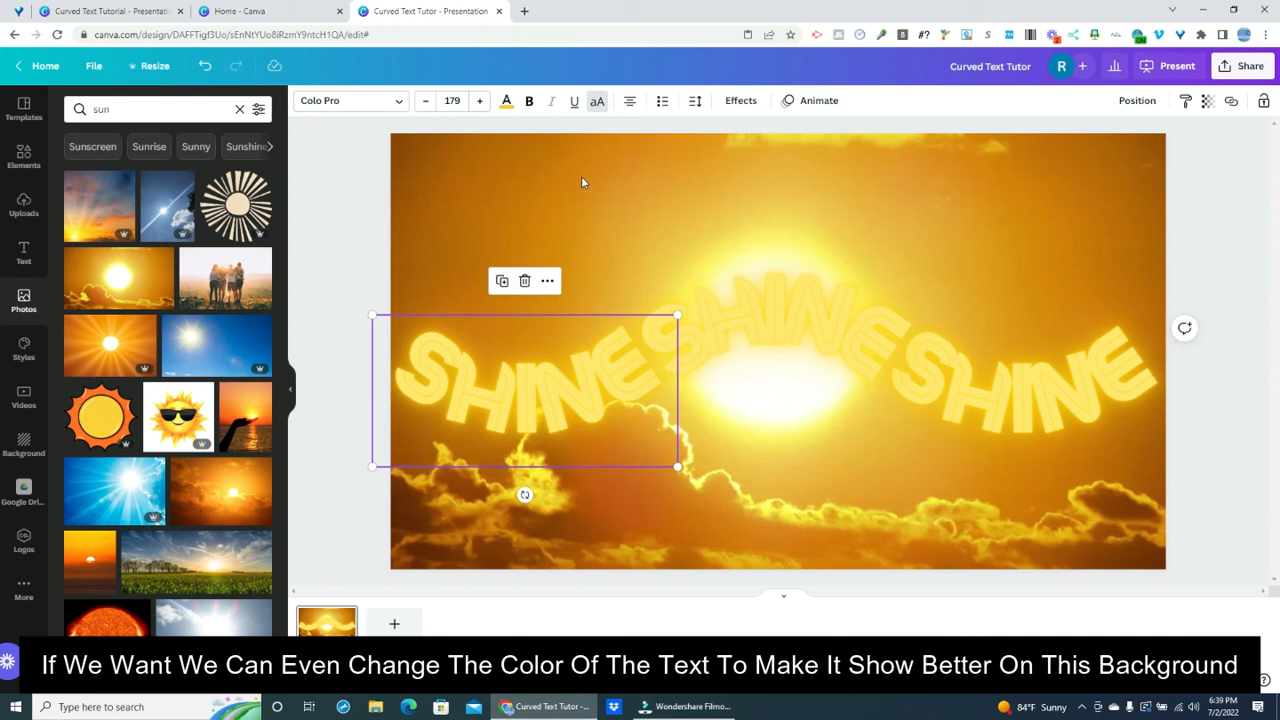 Curved Text Tutorial - Presentatio
Home - Canva
Curved Text Tutor - Presentation
canva.com/design/DAFFTigf3Uo/sEnNtYUo8iRzmY9ntcH1QA/edit#
Home
File
Resize
Curved Text Tutor
R
Present
Share
Templates
Elements
Uploads
Text
Photos
Styles
Videos
Background
Google Dri...
Logos
More
sun
Sunscreen
Sunrise
Sunny
Sunshine
Colo Pro
179
A
B
I
U
aA
Effects
Animate
Position
SHINE
SHINE
SHINE
If We Want We Can Even Change The Color Of The Text To Make It Show Better On This Background
Type here to search
Curved Text Tutor -...
Wondershare Filmo...
84°F Sunny
6:39 PM
7/2/2022